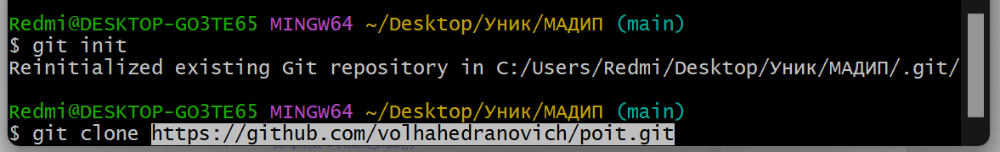 Redmi@DESKTOP-GO3TE65 MINGW64 ~/Desktop/Уник/МАДИП (main)
$ git init
Reinitialized existing Git repository in C:/Users/Redmi/Desktop/Уник/МАДИП/.git/
Redmi@DESKTOP-GO3TE65 MINGW64 ~/Desktop/Уник/МАДИП (main)
$ git clone https://github.com/volhahedranovich/poit.git